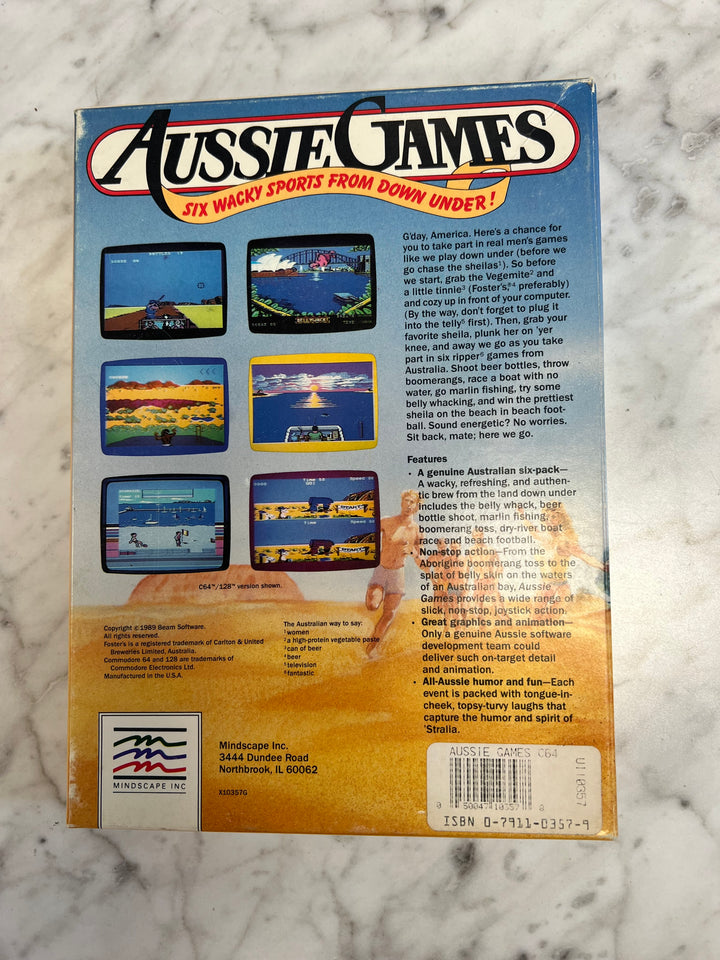 AUSSIE GAMES
SIX WACKY SPORTS FROM DOWN UNDER!
G'day, America. Here's a chance for
you to take part in real men's games
like we play down under (before we
go chase the sheilas¹). So before
we start, grab the Vegemite² and
a little tinnie³ (Foster's,®⁴ preferably)
and cozy up in front of your computer.
(By the way, don't forget to plug it
into the telly⁵ first). Then, grab your
favorite sheila, plunk her on 'yer
knee, and away we go as you take
part in six ripper⁶ games from
Australia. Shoot beer bottles, throw
boomerangs, race a boat with no
water, go marlin fishing, try some
belly whacking, and win the prettiest
sheila on the beach in beach foot-
ball. Sound energetic? No worries.
Sit back, mate; here we go.
Features
• A genuine Australian six-pack—
A wacky, refreshing, and authen-
tic brew from the land down under
includes the belly whack, beer
bottle shoot, marlin fishing,
boomerang toss, dry-river boat
race, and beach football.
• Non-stop action—From the
Aborigine boomerang toss to the
splat of belly skin on the waters
of an Australian bay, Aussie
Games provides a wide range of
slick, non-stop, joystick action.
• Great graphics and animation—
Only a genuine Aussie software
development team could
deliver such on-target detail
and animation.
• All-Aussie humor and fun—Each
event is packed with tongue-in-
cheek, topsy-turvy laughs that
capture the humor and spirit of
'Stralia.
C64™/128™ version shown.
Copyright ©1989 Beam Software.
All rights reserved.
Foster's is a registered trademark of Carlton & United
Breweries Limited, Australia.
Commodore 64 and 128 are trademarks of
Commodore Electronics Ltd.
Manufactured in the U.S.A.
The Australian way to say:
¹women
²a high-protein vegetable paste
³can of beer
⁴beer
⁵television
⁶fantastic
MINDSCAPE INC
Mindscape Inc.
3444 Dundee Road
Northbrook, IL 60062
X10357G
AUSSIE GAMES C64
U110357
0 50047 10357 8
ISBN 0-7911-0357-9